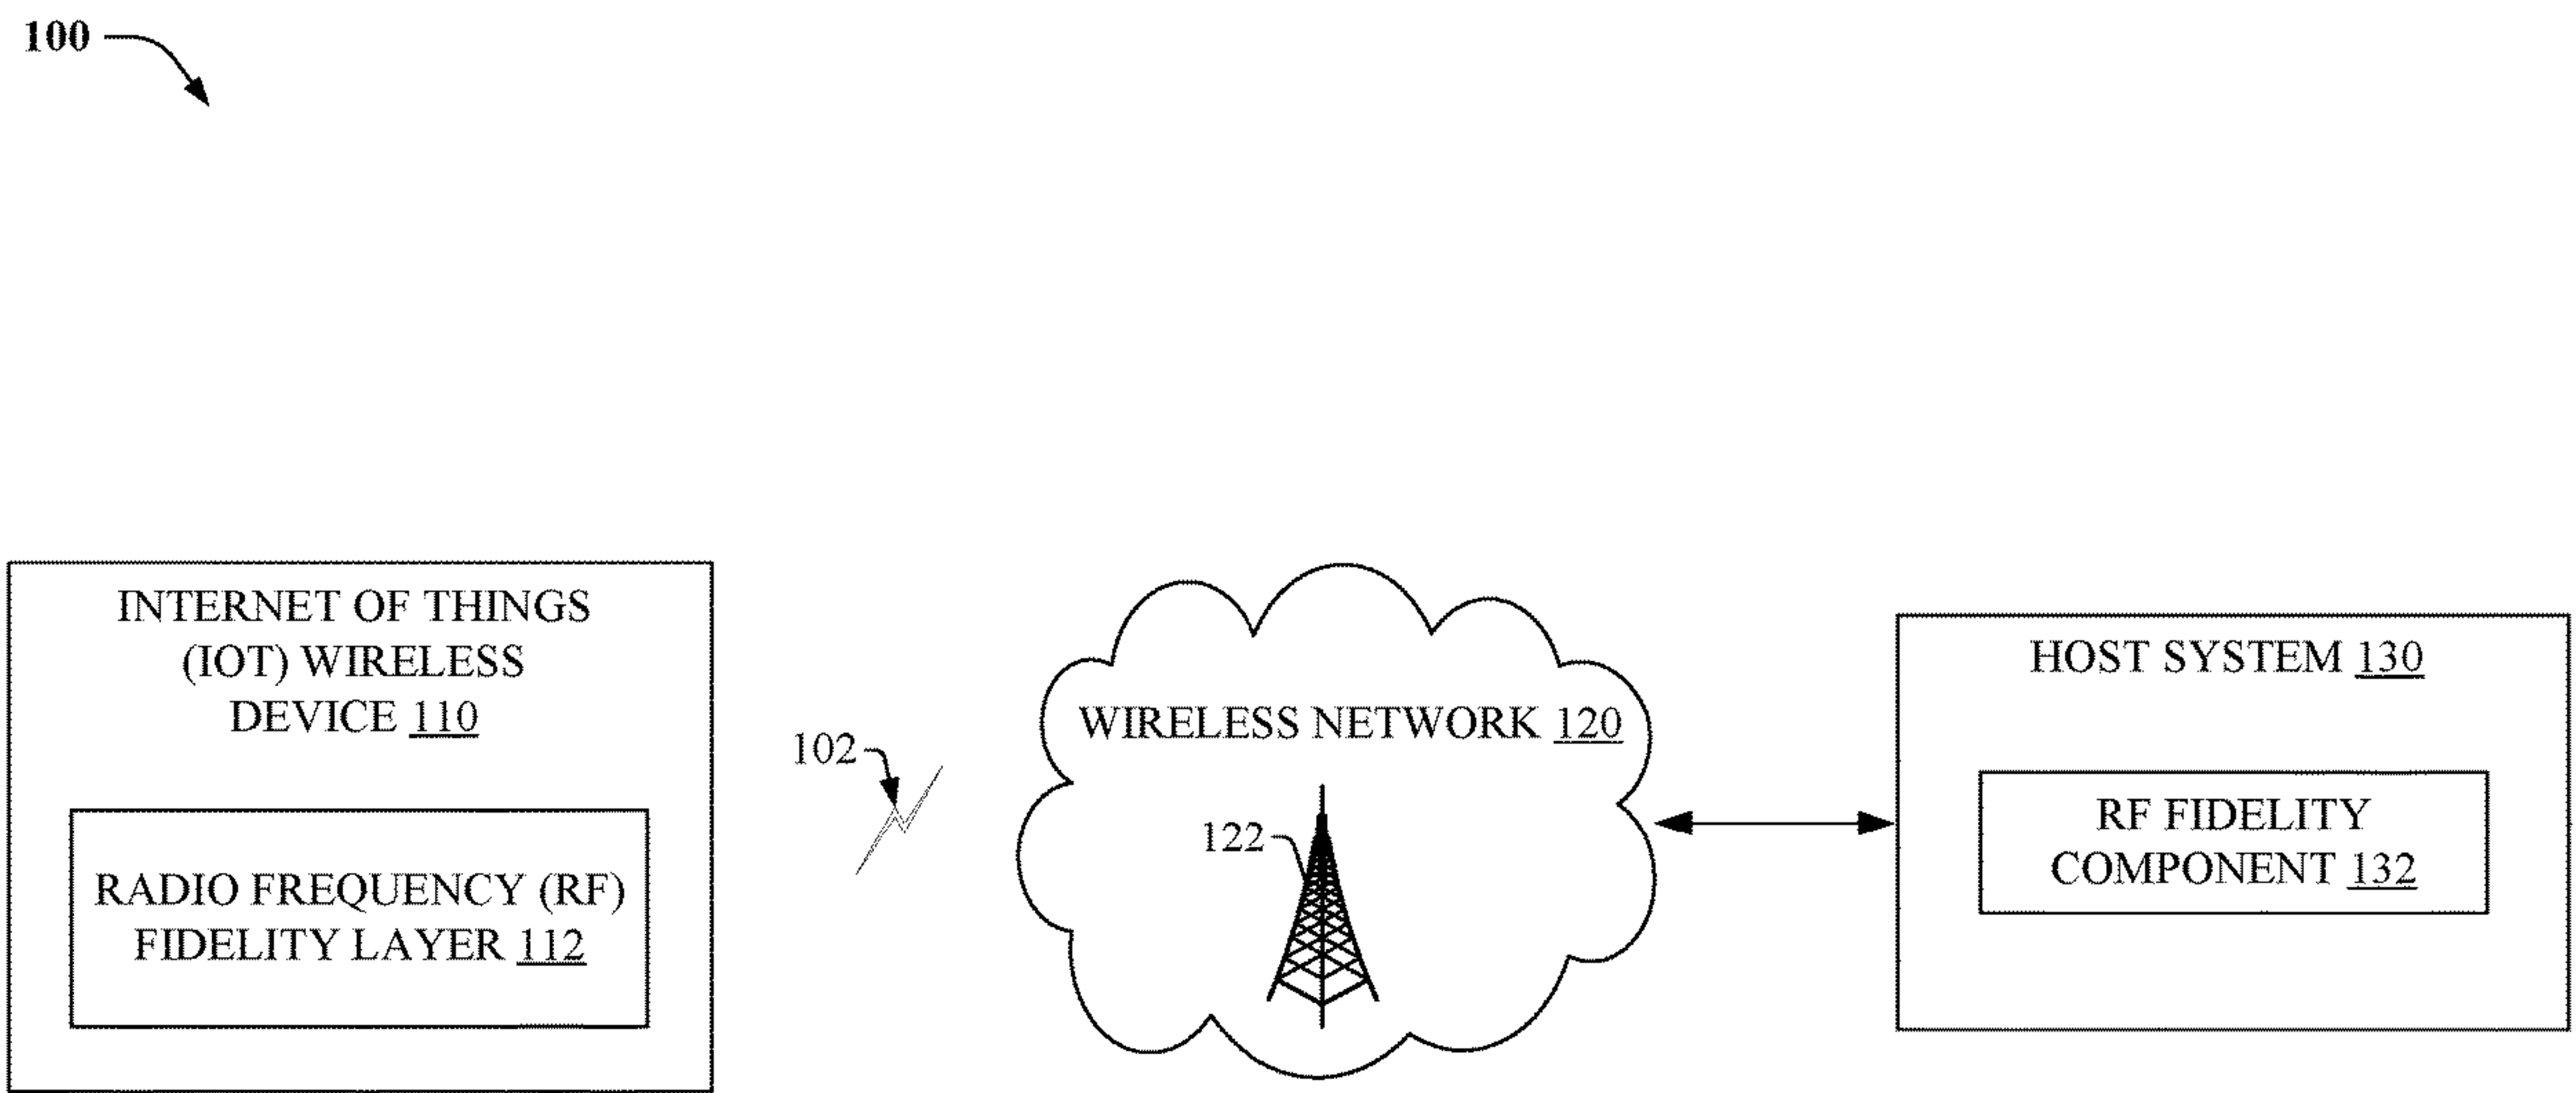 100
INTERNET OF THINGS
(IOT) WIRELESS
DEVICE 110
RADIO FREQUENCY (RF)
FIDELITY LAYER 112
102
WIRELESS NETWORK 120
122
HOST SYSTEM 130
RF FIDELITY
COMPONENT 132